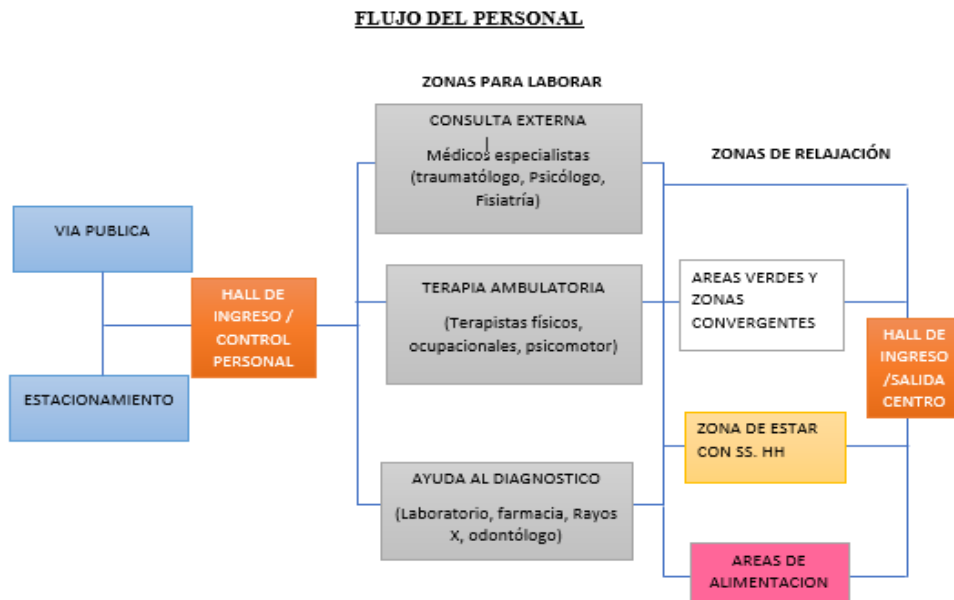 FLUJO DEL PERSONAL
ZONAS PARA LABORAR
CONSULTA EXTERNA
Médicos especialistas
(traumatólogo, Psicólogo,
Fisiatría)
ZONAS DE RELAJACIÓN
VIA PUBLICA
HALL DE
INGRESO /
CONTROL
PERSONAL
TERAPIA AMBULATORIA
(Terapistas físicos,
ocupacionales, psicomotor)
AREAS VERDES Y
ZONAS
CONVERGENTES
HALL DE
INGRESO
/SALIDA
CENTRO
ESTACIONAMIENTO
ZONA DE ESTAR
CON SS. HH
AYUDA AL DIAGNOSTICO
(Laboratorio, farmacia, Rayos
X, odontólogo)
AREAS DE
ALIMENTACION